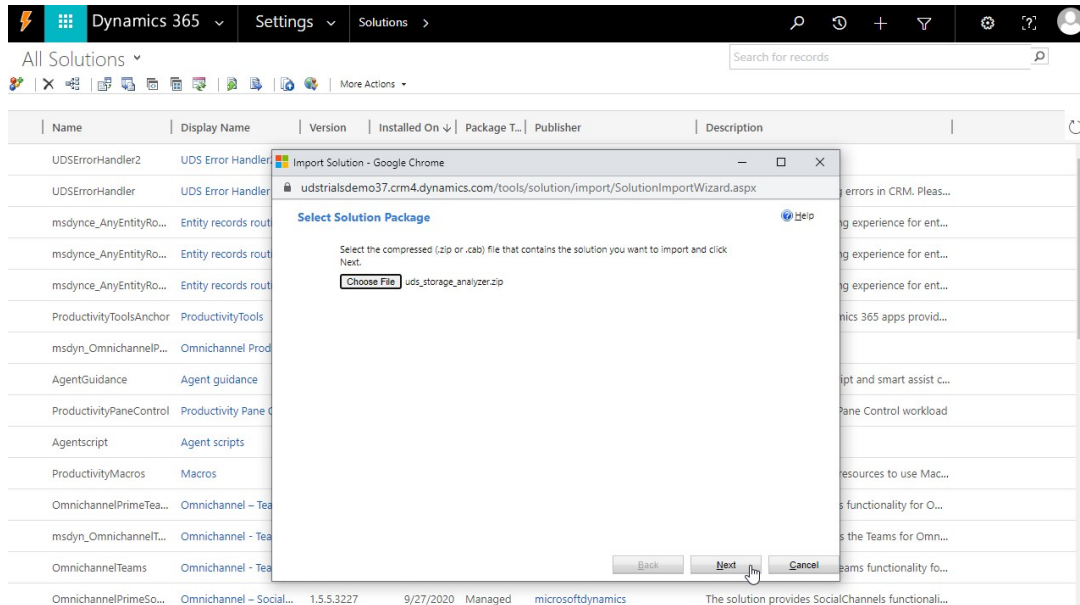 Dynamics 365 Settings Solutions >
All Solutions
Search for records
More Actions
Name Display Name Version Installed On ↓ Package T... Publisher Description
UDSErrorHandler2 UDS Error Handler
Import Solution - Google Chrome
UDSErrorHandler UDS Error Handler errors in CRM. Pleas...
udstrialsdemo37.crm4.dynamics.com/tools/solution/import/SolutionImportWizard.aspx
msdynce_AnyEntityRo... Entity records routi ng experience for ent...
Select Solution Package
Help
msdynce_AnyEntityRo... Entity records routi ng experience for ent...
Select the compressed (.zip or .cab) file that contains the solution you want to import and click
Next.
msdynce_AnyEntityRo... Entity records routi ng experience for ent...
Choose File uds_storage_analyzer.zip
ProductivityToolsAnchor ProductivityTools mics 365 apps provid...
msdyn_OmnichannelP... Omnichannel Prod
AgentGuidance Agent guidance ipt and smart assist c...
ProductivityPaneControl Productivity Pane C Pane Control workload
Agentscript Agent scripts
ProductivityMacros Macros resources to use Mac...
OmnichannelPrimeTea... Omnichannel – Tea s functionality for O...
msdyn_OmnichannelT... Omnichannel - Tea s the Teams for Omn...
OmnichannelTeams Omnichannel - Tea eams functionality fo...
Back Next Cancel
OmnichannelPrimeSo... Omnichannel – Social... 1.5.5.3227 9/27/2020 Managed microsoftdynamics The solution provides SocialChannels functionali...